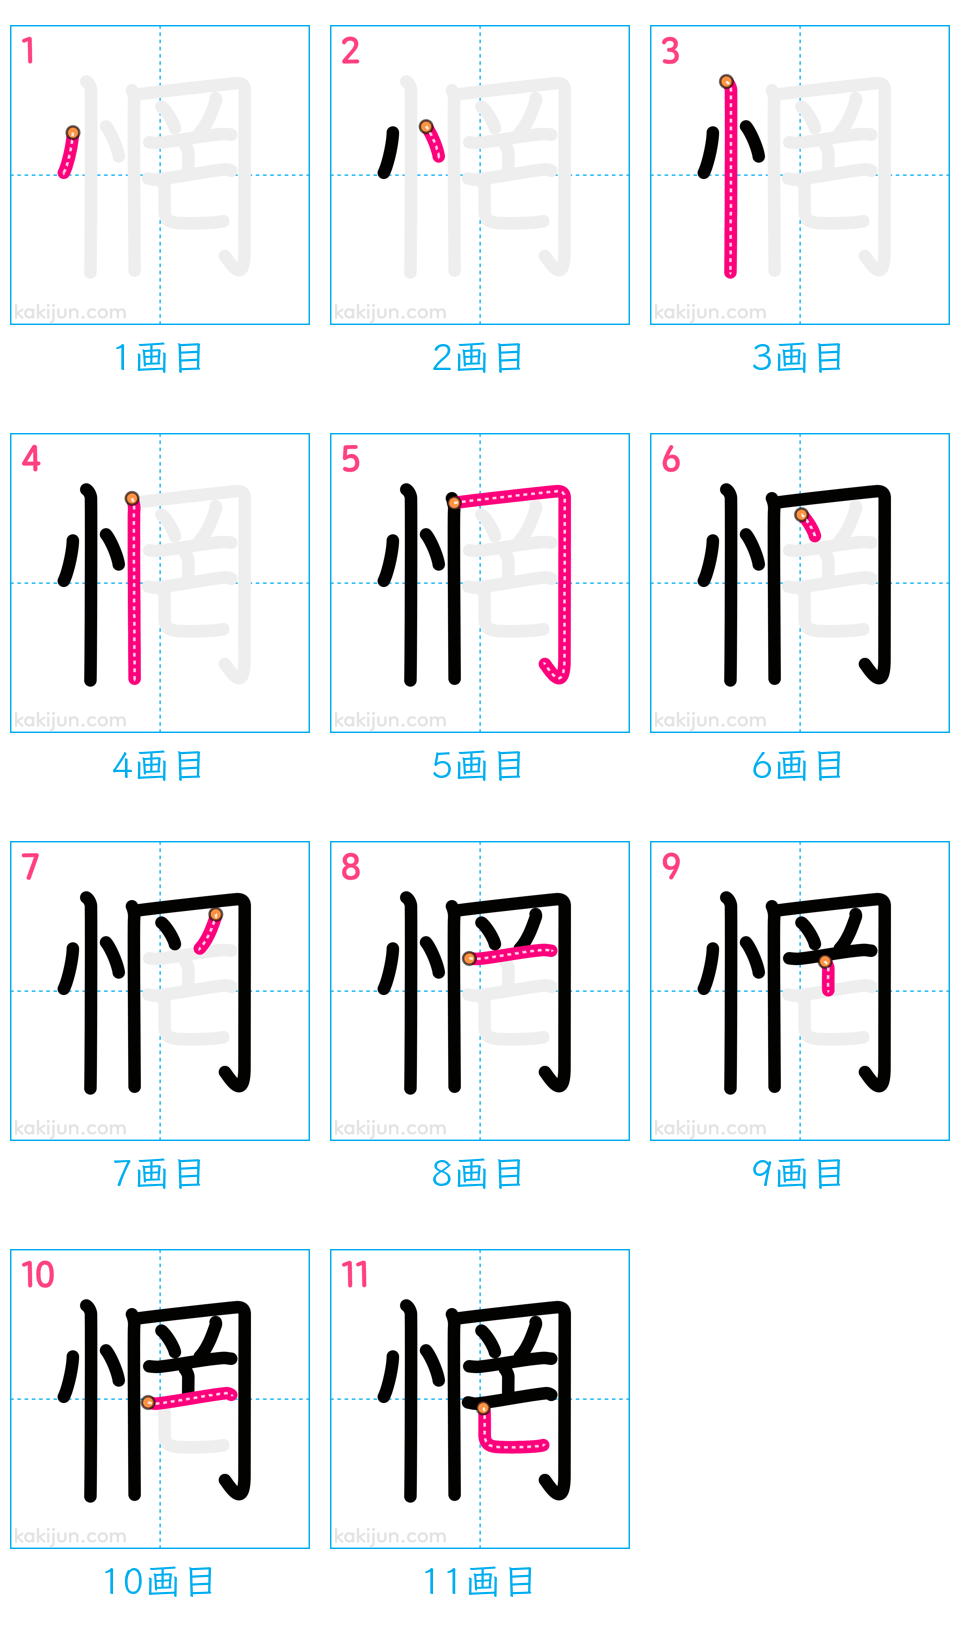 1 2 3
kakijun.com kakijun.com kakijun.com
1画目 2画目 3画目
4 5 6
kakijun.com kakijun.com kakijun.com
4画目 5画目 6画目
7 8 9
kakijun.com kakijun.com kakijun.com
7画目 8画目 9画目
10 11
惘 惘
kakijun.com kakijun.com
10画目 11画目